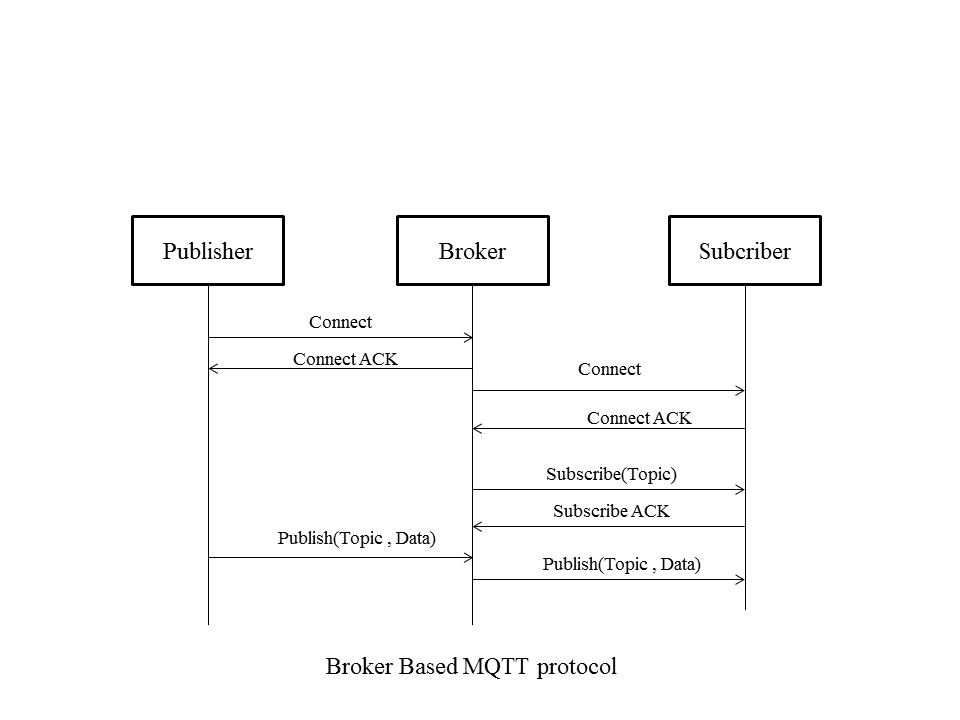 Publisher
Broker
Subcriber
Connect
Connect ACK
Connect
Connect ACK
Subscribe(Topic)
Subscribe ACK
Publish(Topic , Data)
Publish(Topic , Data)
Broker Based MQTT protocol